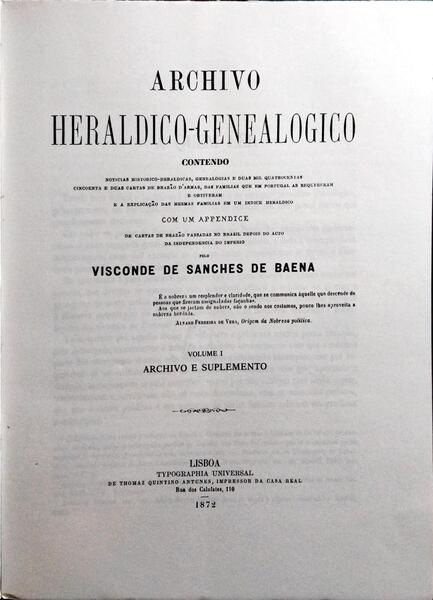 ARCHIVO
HERALDICO-GENEALOGICO
CONTENDO
NOTICIAS HISTORICO-HERALDICAS, GENEALOGIAS E DUAS MIL QUATROCENTAS
CINCOENTA E DUAS CARTAS DE BRAZÃO D'ARMAS, DAS FAMILIAS QUE EM PORTUGAL AS REQUERERAM
E OBTIVERAM
E A EXPLICAÇÃO DAS MESMAS FAMILIAS EM UM INDICE HERALDICO
COM UM APPENDICE
DE CARTAS DE BRAZÃO PASSADAS NO BRASIL DEPOIS DO ACTO
DA INDEPENDENCIA DO IMPERIO
PELO
VISCONDE DE SANCHES DE BAENA
É a nobreza um resplendor e claridade, que se communica áquelle que descende de
pessoas que fizeram assignaladas façanhas.
Aos que se jactam de nobres, não o sendo nos costumes, pouco lhes aproveita a
nobreza herdada.
ALVARO FERREIRA DE VERA, Origem da Nobreza politica.
VOLUME I
ARCHIVO E SUPLEMENTO
LISBOA
TYPOGRAPHIA UNIVERSAL
DE THOMAZ QUINTINO ANTUNES, IMPRESSOR DA CASA REAL
Rua dos Calafates, 110
1872